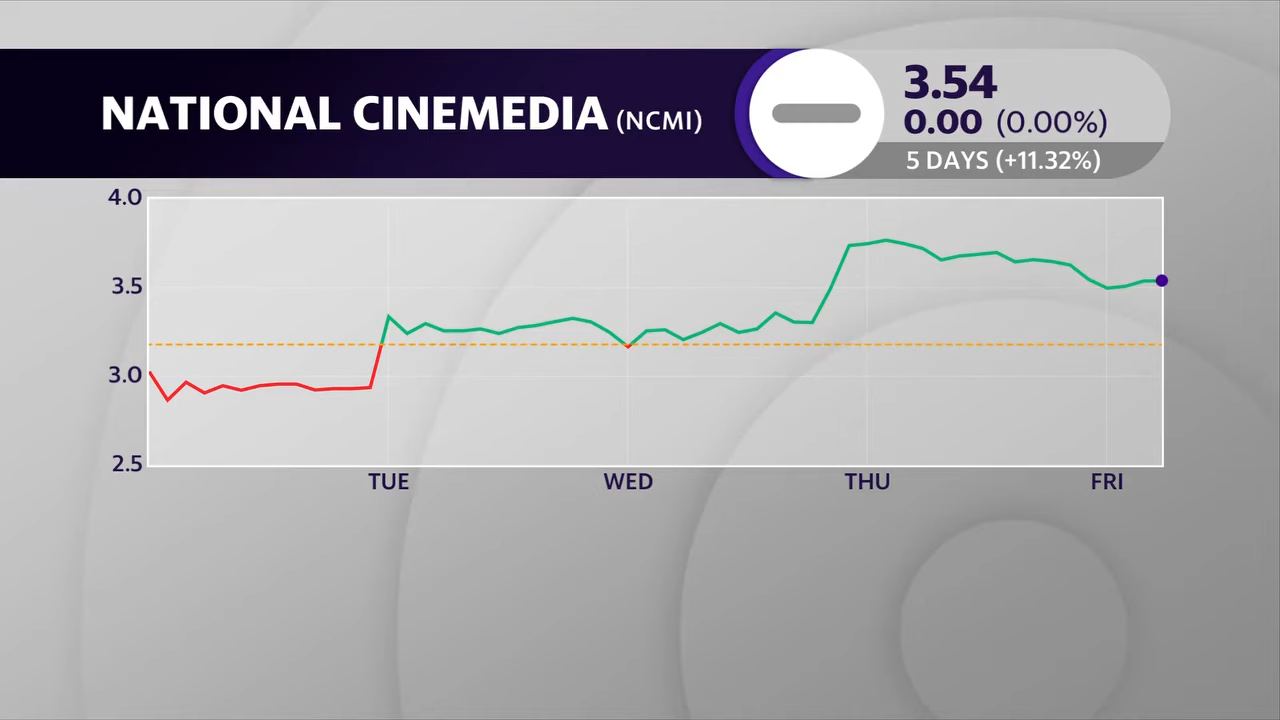 NATIONAL CINEMEDIA (NCMI)
3.54
0.00 (0.00%)
5 DAYS (+11.32%)
4.0
3.5
3.0
2.5
TUE WED THU FRI